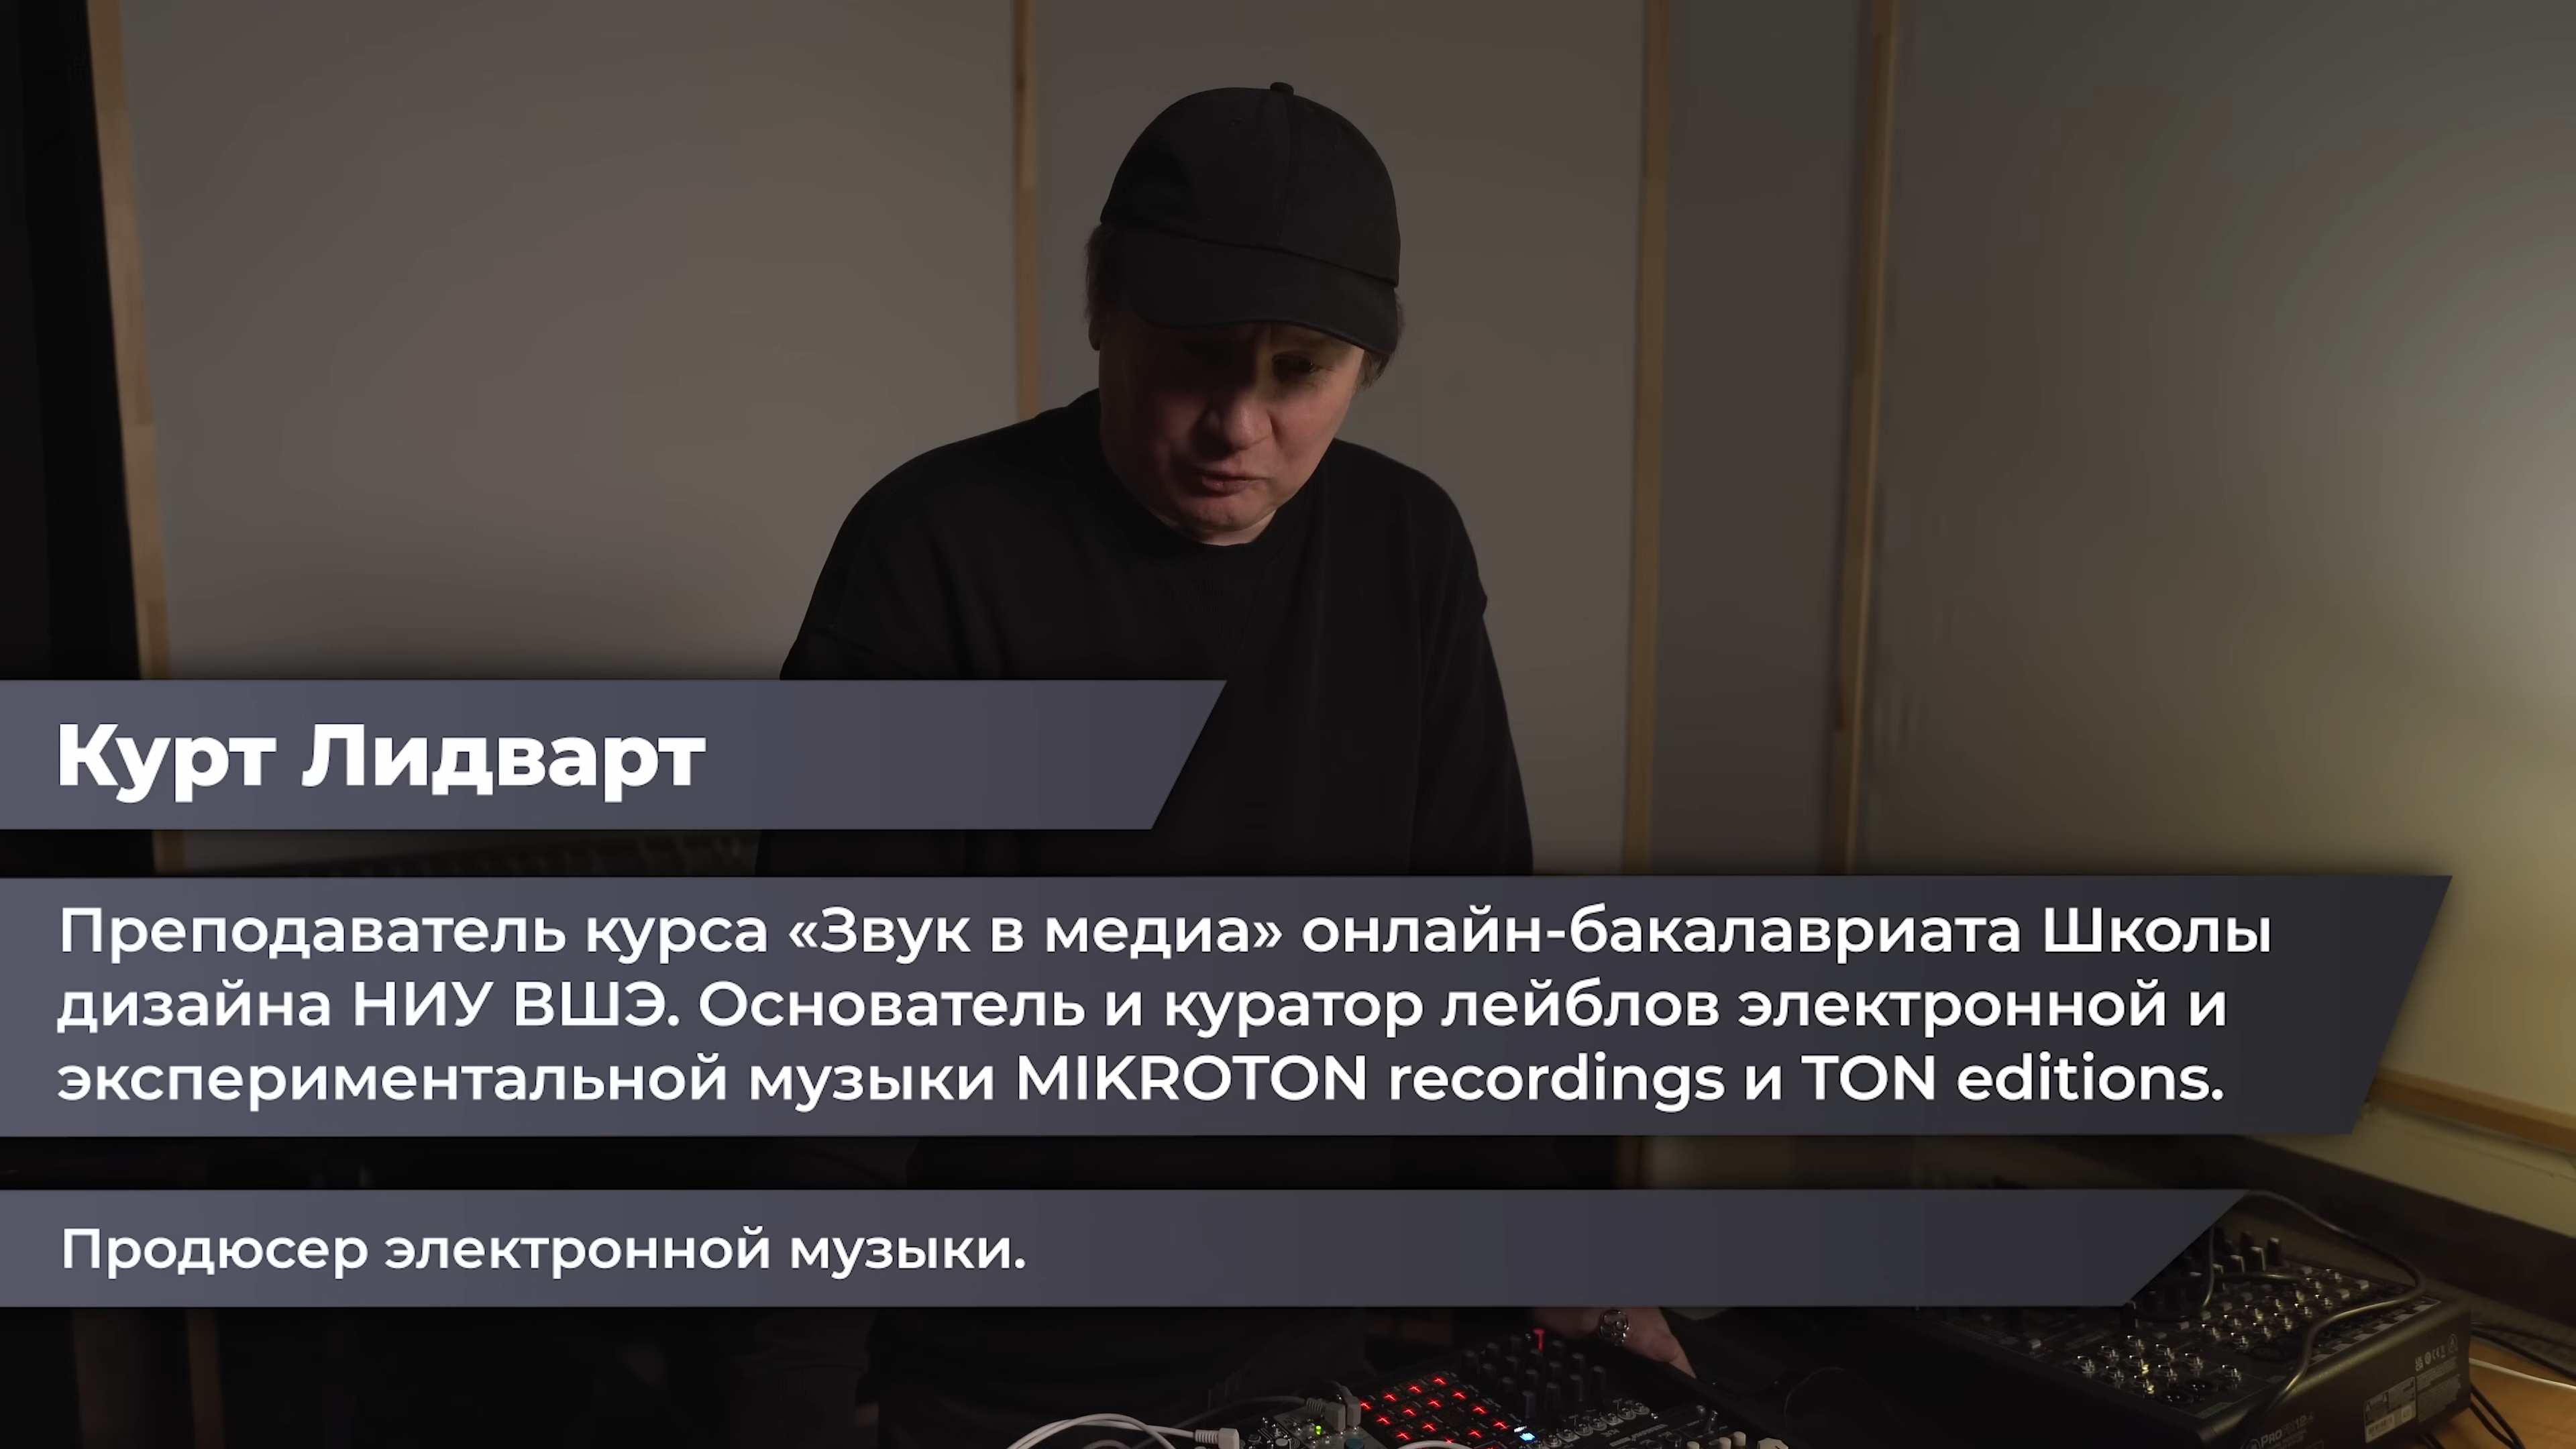 Курт Лидварт
Преподаватель курса «Звук в медиа» онлайн-бакалавриата Школы
дизайна НИУ ВШЭ. Основатель и куратор лейблов электронной и
экспериментальной музыки MIKROTON recordings и TON editions.
Продюсер электронной музыки.